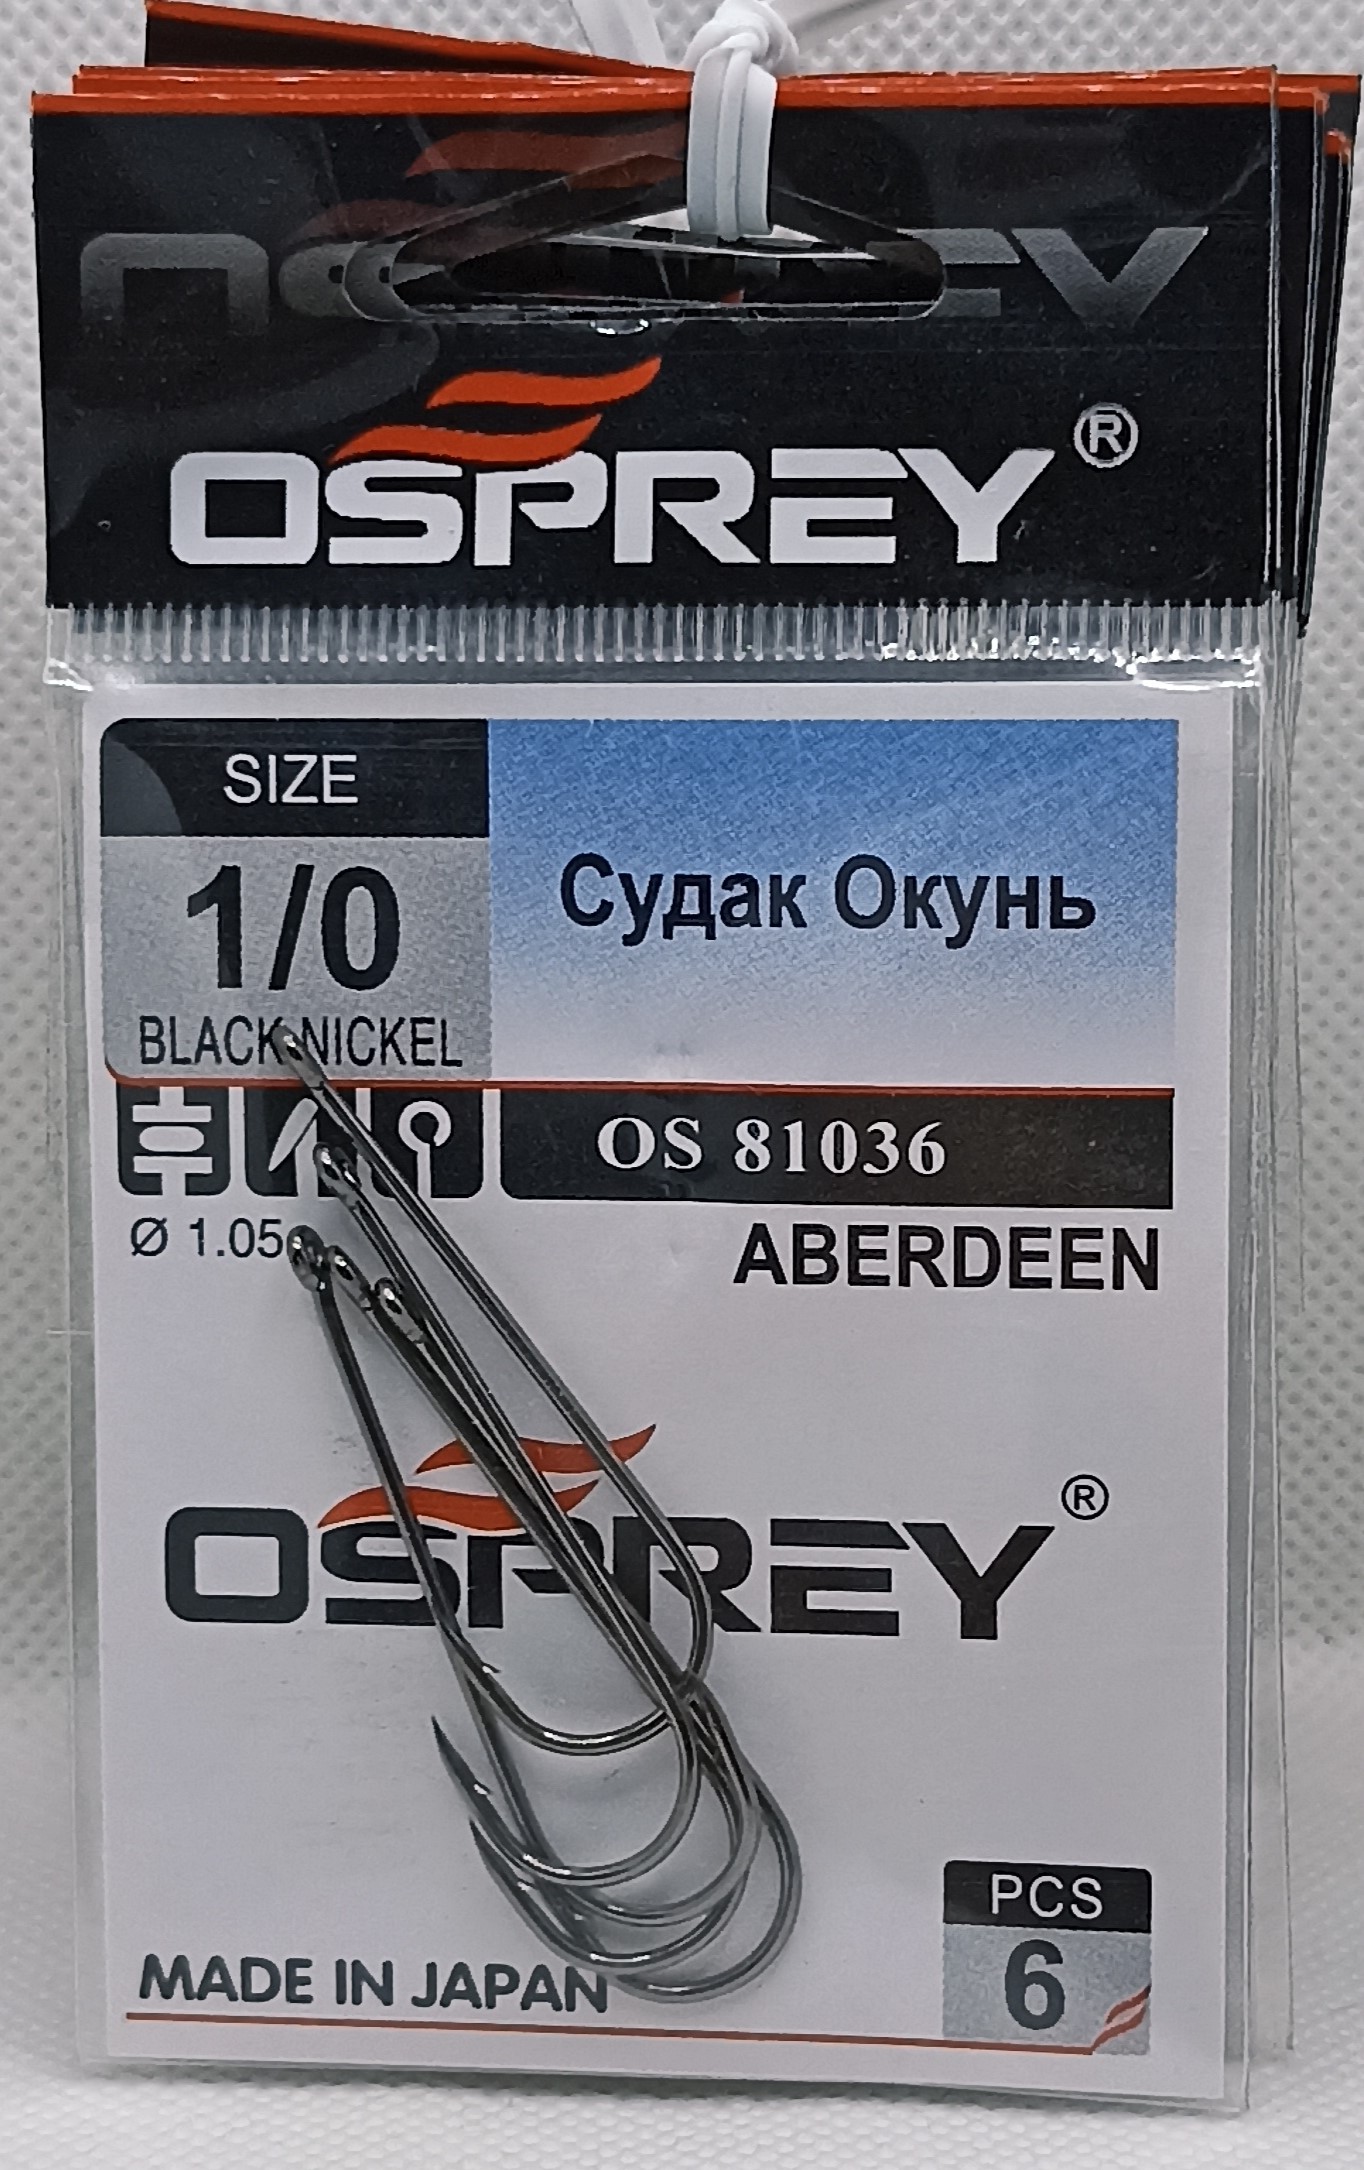 OSPREY
OSPREY®
SIZE
1/0
BLACK NICKEL
Судак Окунь
OS 81036
Ø 1.05
ABERDEEN
OSPREY®
PCS
6
MADE IN JAPAN